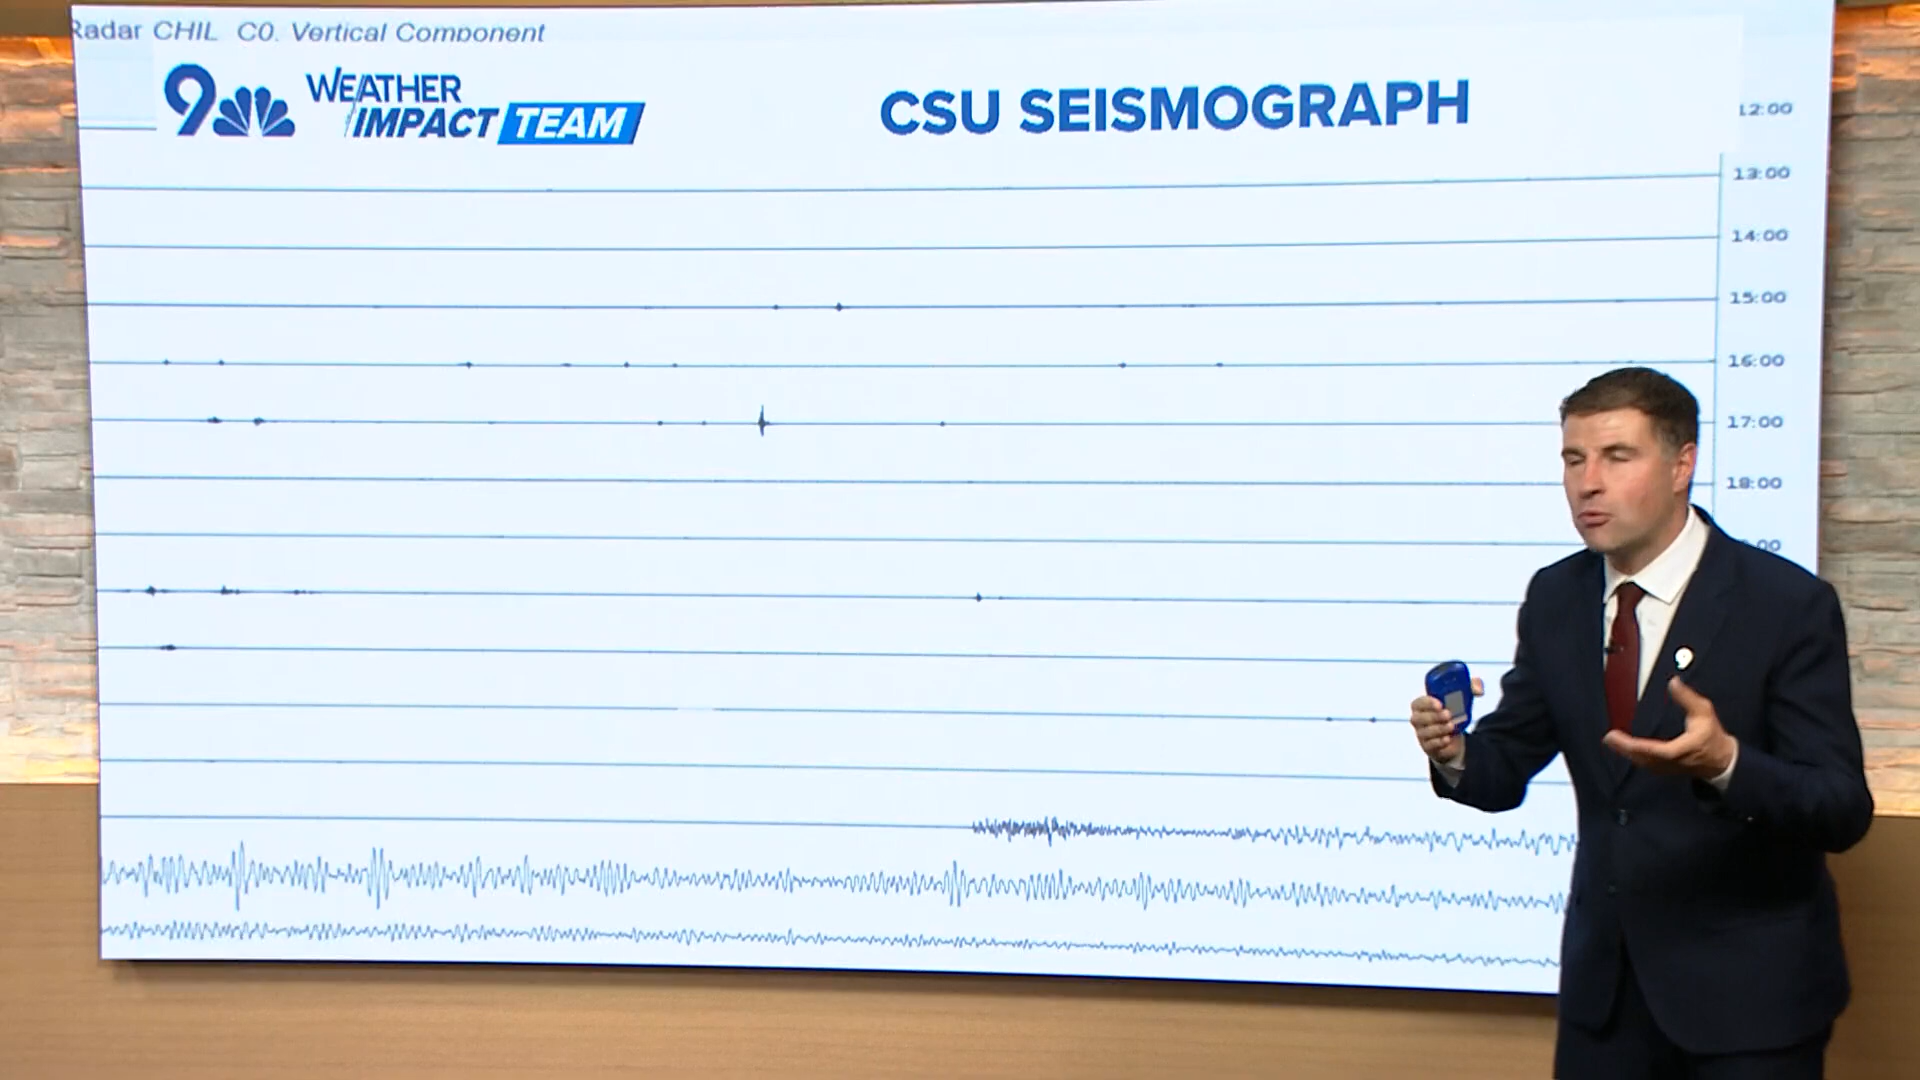 Radar CHIL C0. Vertical Component
9 WEATHER
IMPACT TEAM
CSU SEISMOGRAPH
12:00
13:00
14:00
15:00
16:00
17:00
18:00